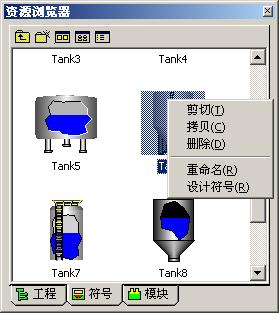 资源浏览器
Tank3 Tank4
剪切(T)
拷贝(C)
删除(D)
Tank5
重命名(R)
设计符号(R)
Tank7 Tank8
工程 符号 模块